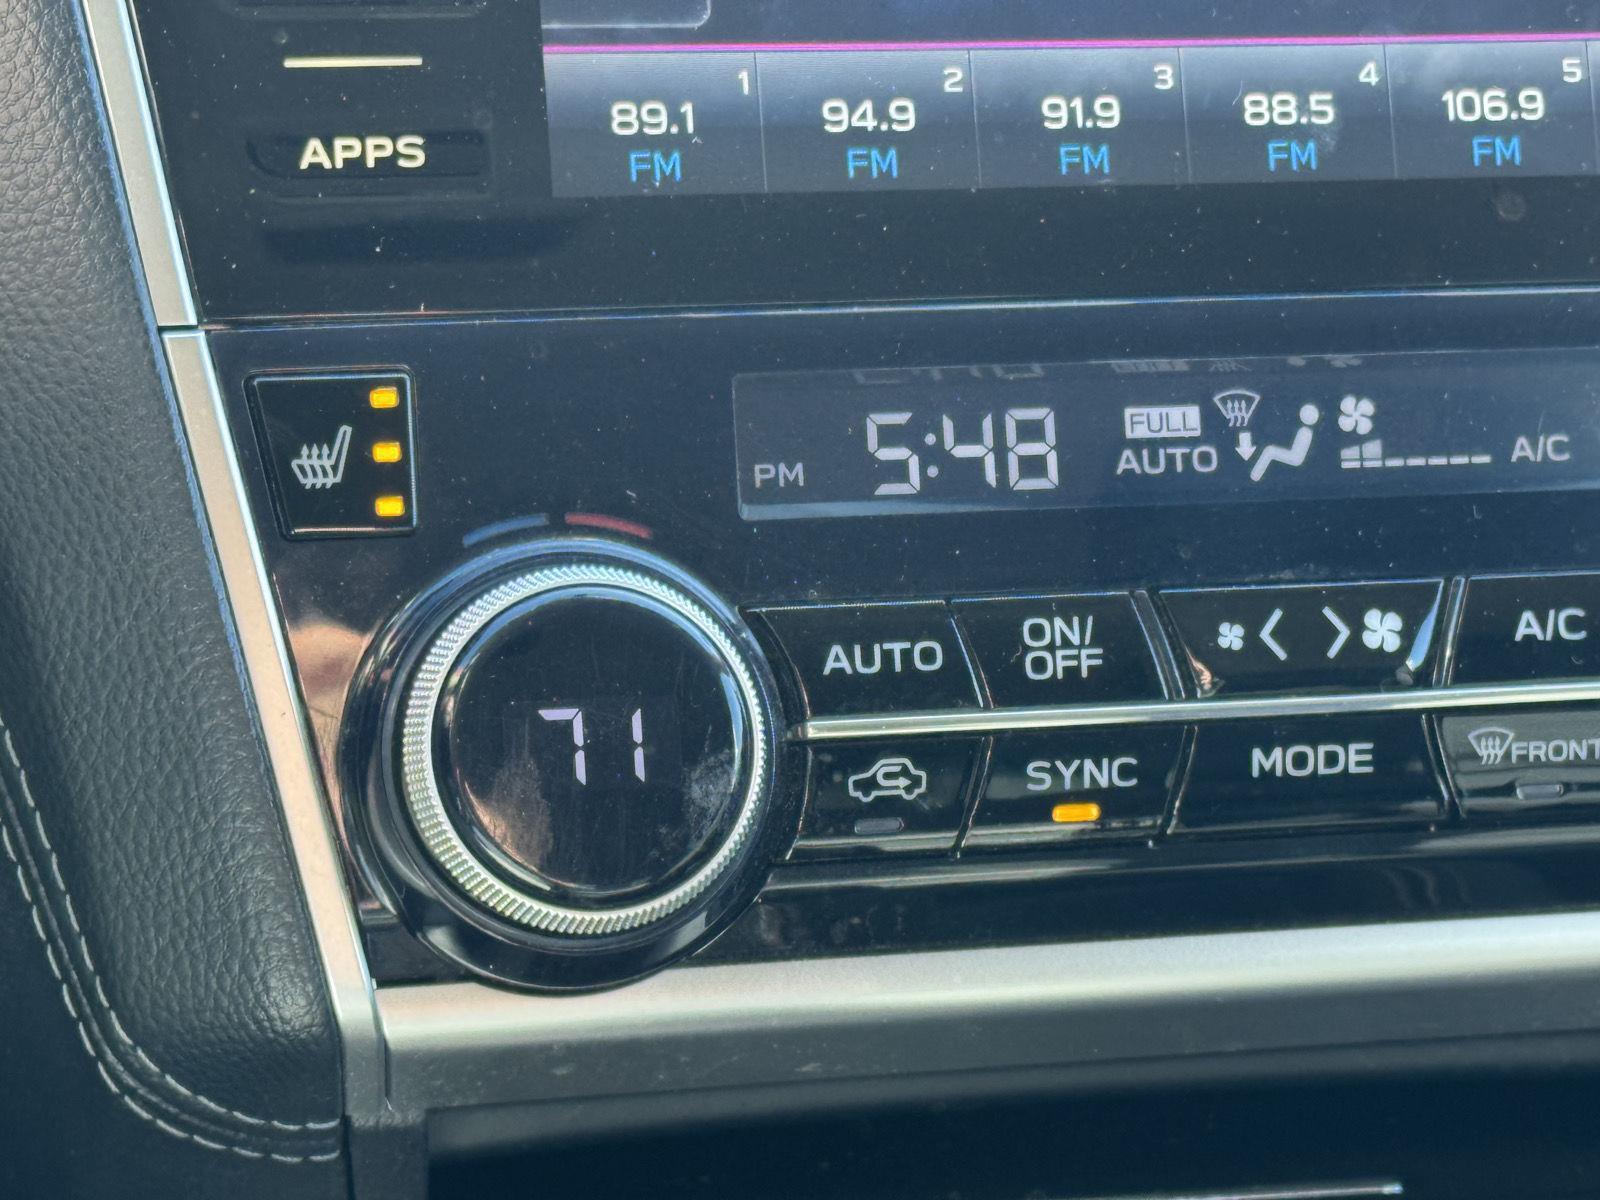 1 2 3 4 5
89.1 94.9 91.9 88.5 106.9
FM FM FM FM FM
APPS
PM 5:48 FULL AUTO A/C
AUTO ON/OFF A/C
71
SYNC MODE FRONT